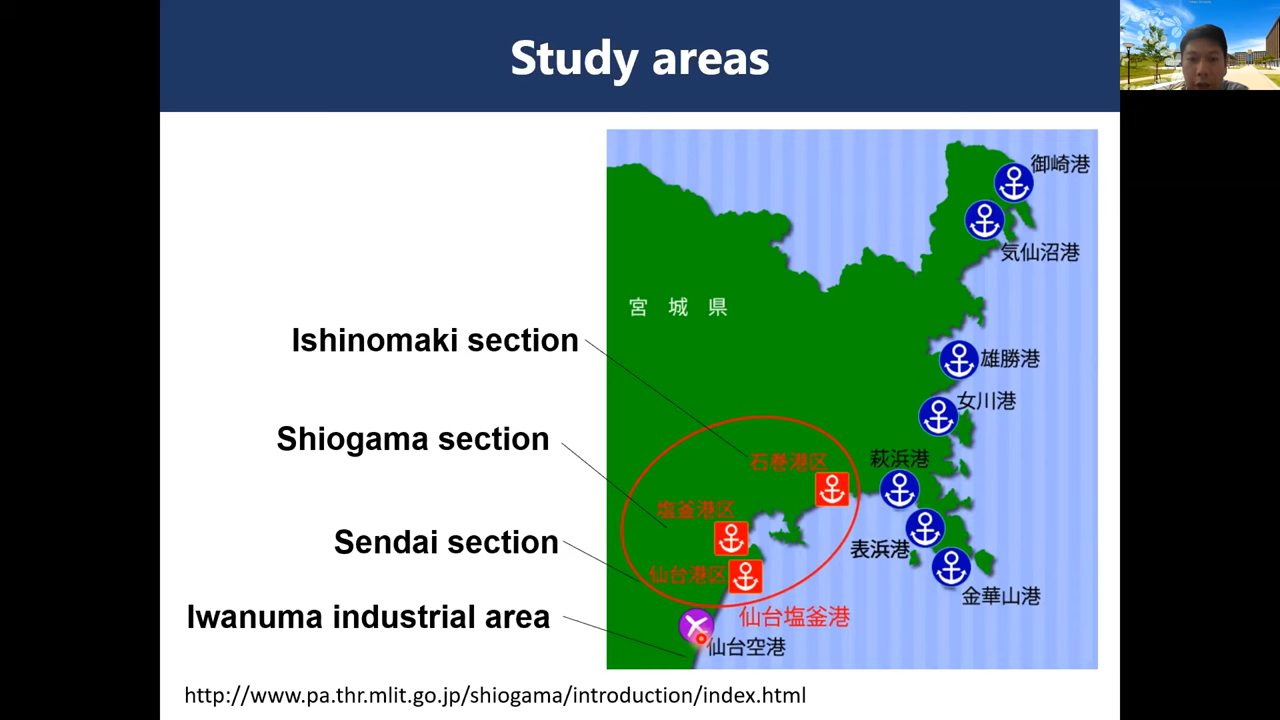 Study areas
御崎港
気仙沼港
宮 城 県
Ishinomaki section
雄勝港
女川港
Shiogama section
石巻港区
萩浜港
塩釜港区
Sendai section
表浜港
仙台港区
金華山港
Iwanuma industrial area
仙台塩釜港
仙台空港
http://www.pa.thr.mlit.go.jp/shiogama/introduction/index.html